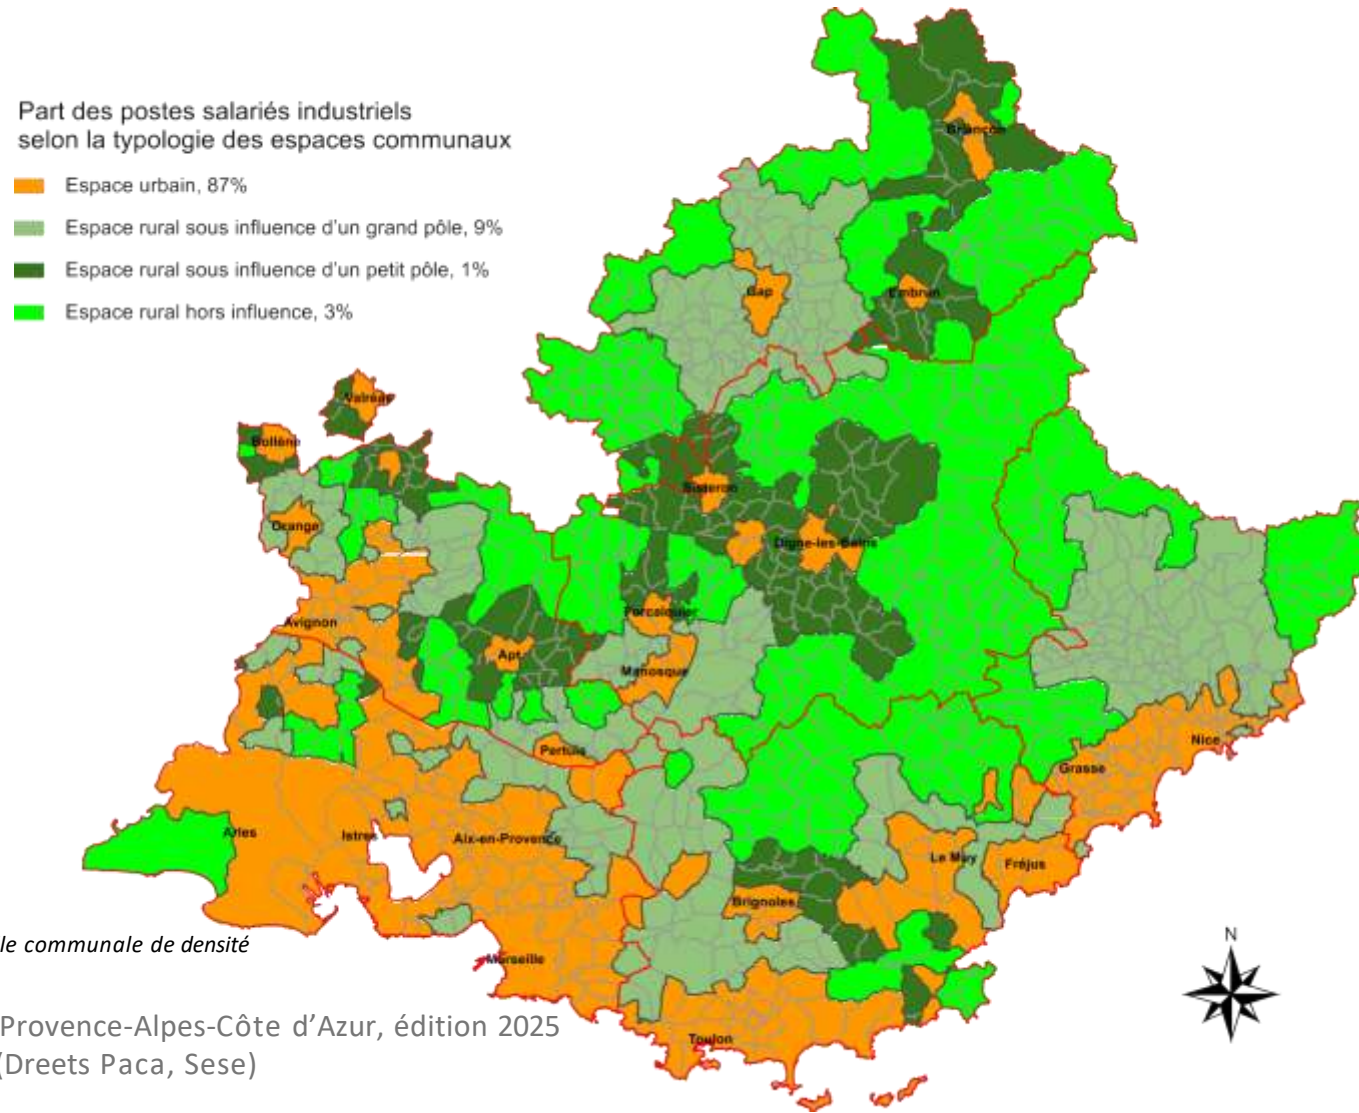 Part des postes salariés industriels
selon la typologie des espaces communaux
Espace urbain, 87%
Espace rural sous influence d'un grand pôle, 9%
Espace rural sous influence d'un petit pôle, 1%
Espace rural hors influence, 3%
Briançon
Gap
Embrun
Valréas
Bollène
Sisteron
Orange
Digne-les-Bains
Forcalquier
Avignon
Apt
Manosque
Pertuis
Nice
Grasse
Arles
Istres
Aix-en-Provence
Le Muy
Fréjus
Brignoles
N
le communale de densité
Marseille
Provence-Alpes-Côte d'Azur, édition 2025
Toulon
(Dreets Paca, Sese)